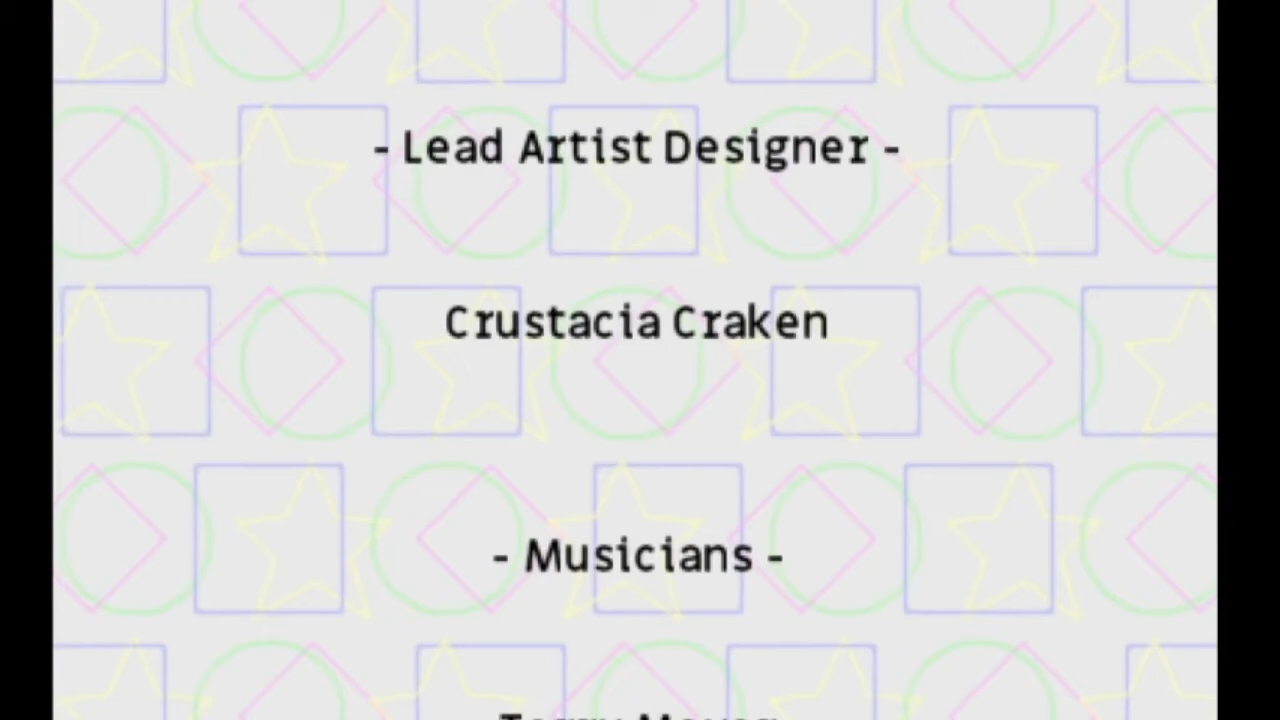 - Lead Artist Designer -
Crustacia Craken
- Musicians -